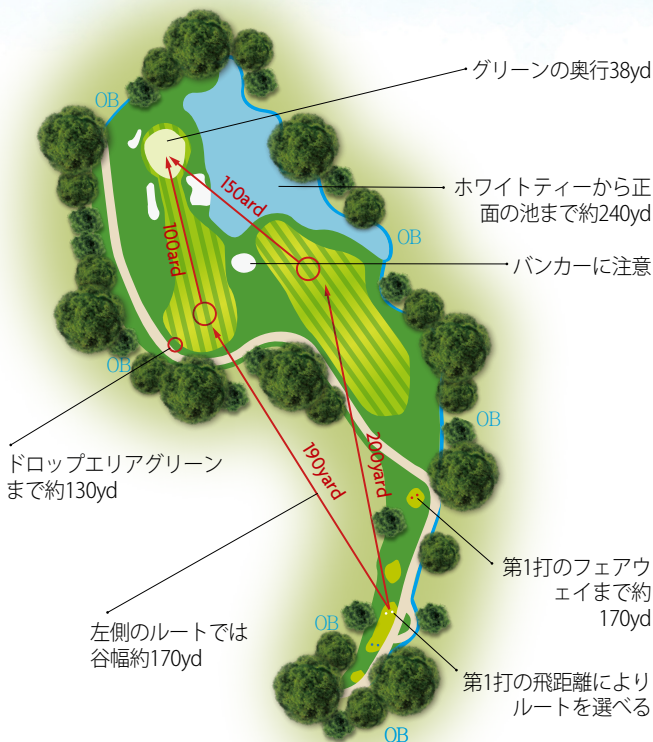 グリーンの奥行38yd
OB
150ard
ホワイトティーから正
面の池まで約240yd
OB
100ard
バンカーに注意
OB
OB
ドロップエリアグリーン
まで約130yd
190yard
200yard
第1打のフェアウ
ェイまで約
170yd
左側のルートでは
谷幅約170yd
OB
第1打の飛距離により
ルートを選べる
OB